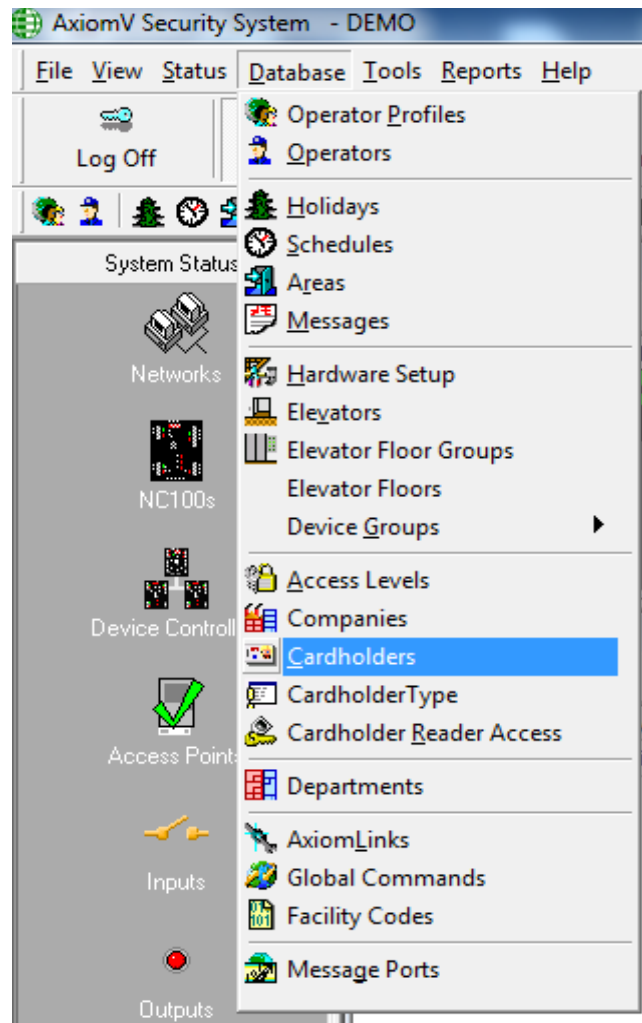 AxiomV Security System - DEMO
File View Status Database Tools Reports Help
Log Off
System Status
Networks
NC100s
Device Controll
Access Points
Inputs
Outputs
Operator Profiles
Operators
Holidays
Schedules
Areas
Messages
Hardware Setup
Elevators
Elevator Floor Groups
Elevator Floors
Device Groups
Access Levels
Companies
Cardholders
CardholderType
Cardholder Reader Access
Departments
AxiomLinks
Global Commands
Facility Codes
Message Ports